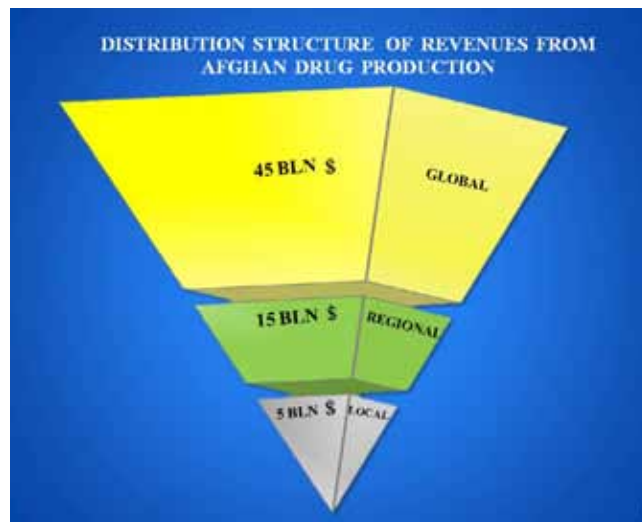 DISTRIBUTION STRUCTURE OF REVENUES FROM
AFGHAN DRUG PRODUCTION
45 BLN $
GLOBAL
15 BLN $
REGIONAL
5 BLN $
LOCAL